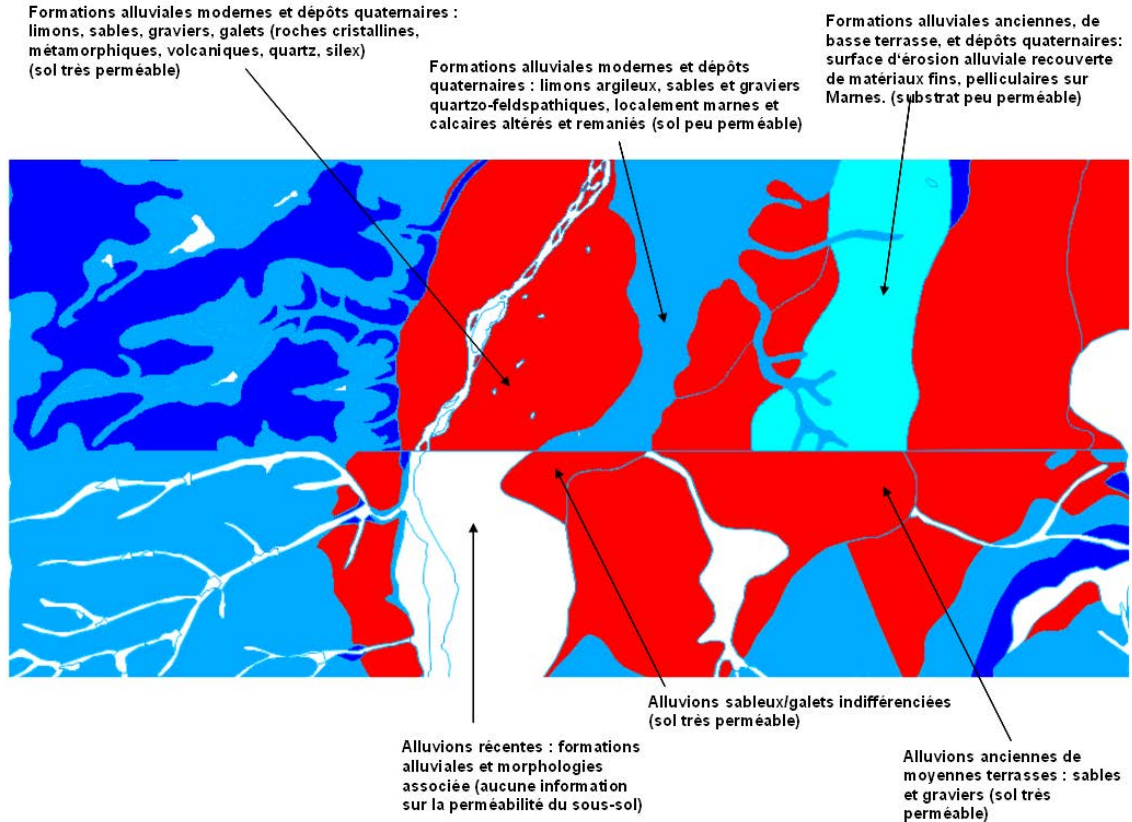 Formations alluviales modernes et dépôts quaternaires :
limons, sables, graviers, galets (roches cristallines,
métamorphiques, volcaniques, quartz, silex)
(sol très perméable)
Formations alluviales modernes et dépôts
quaternaires : limons argileux, sables et graviers
quartzo-feldspathiques, localement marnes et
calcaires altérés et remaniés (sol peu perméable)
Formations alluviales anciennes, de
basse terrasse, et dépôts quaternaires:
surface d'érosion alluviale recouverte
de matériaux fins, pelliculaires sur
Marnes. (substrat peu perméable)
Alluvions sableux/galets indifférenciées
(sol très perméable)
Alluvions récentes : formations
alluviales et morphologies
associée (aucune information
sur la perméabilité du sous-sol)
Alluvions anciennes de
moyennes terrasses : sables
et graviers (sol très
perméable)